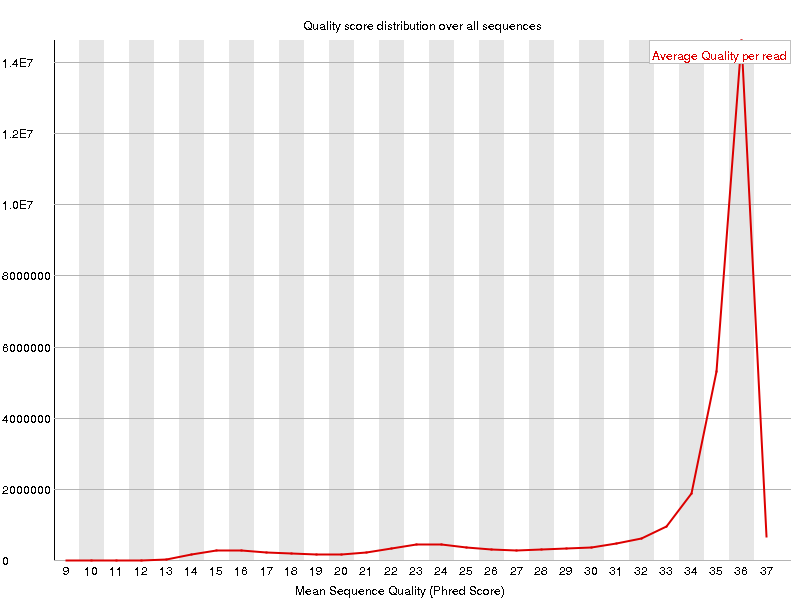 Quality score distribution over all sequences
Average Quality per read
1.4E7
1.2E7
1.0E7
8000000
6000000
4000000
2000000
0
9 10 11 12 13 14 15 16 17 18 19 20 21 22 23 24 25 26 27 28 29 30 31 32 33 34 35 36 37
Mean Sequence Quality (Phred Score)